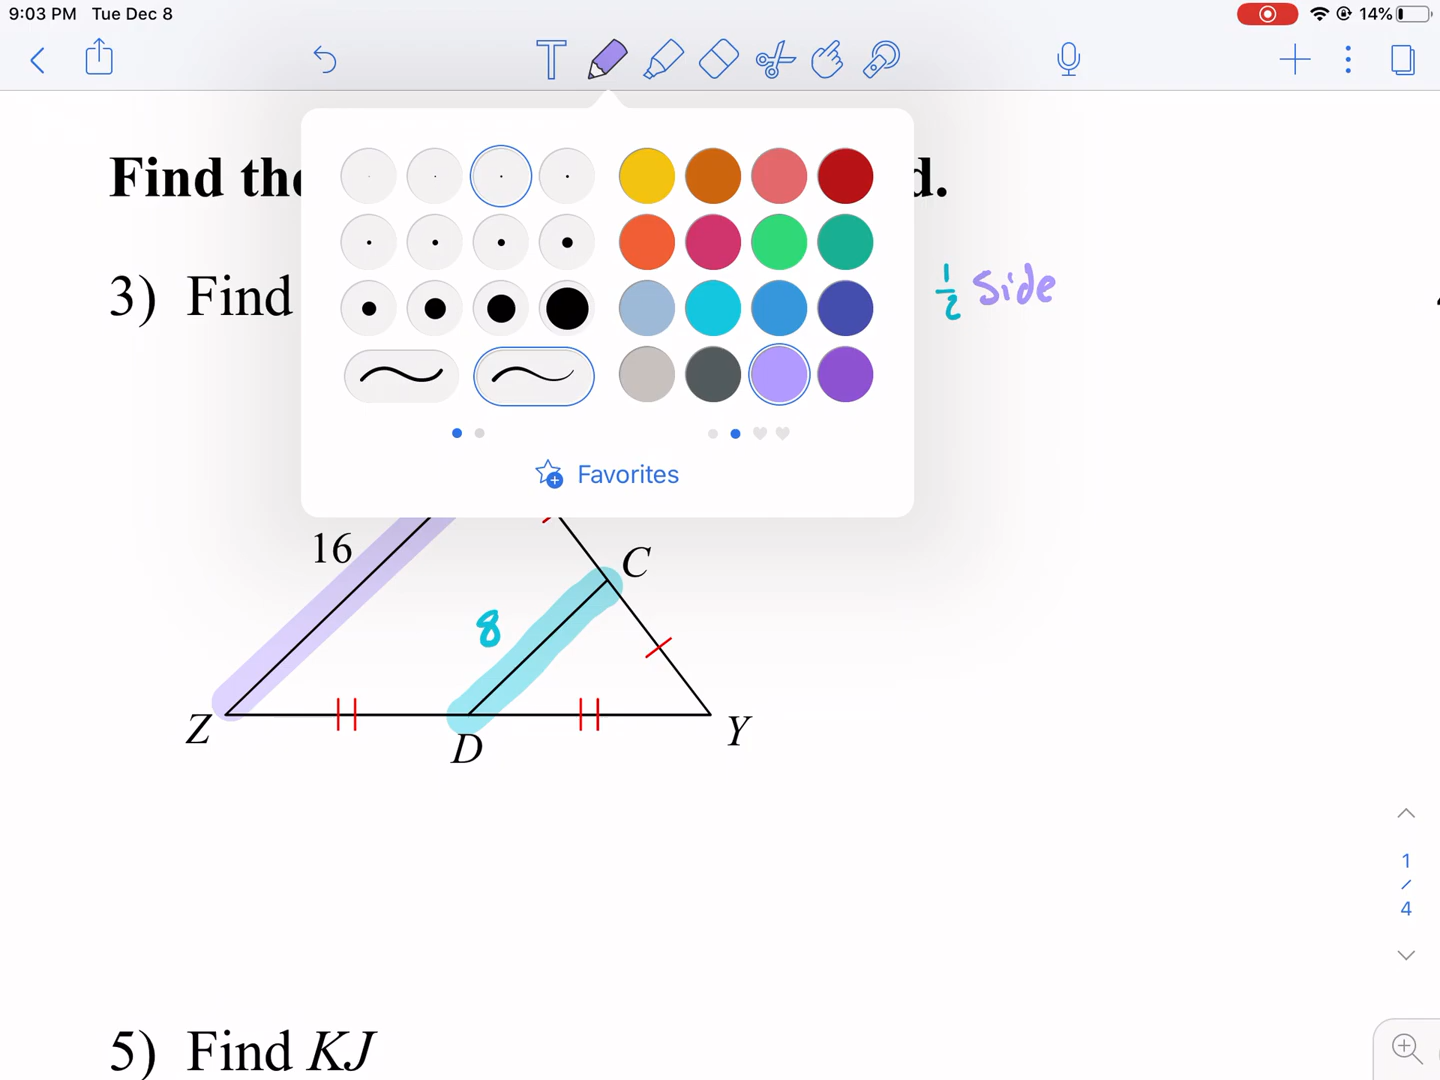 9:03 PM Tue Dec 8
14%
T
Find the
d.
3) Find
1/2 Side
Favorites
16
C
8
Z
D
Y
1
/
4
5) Find KJ